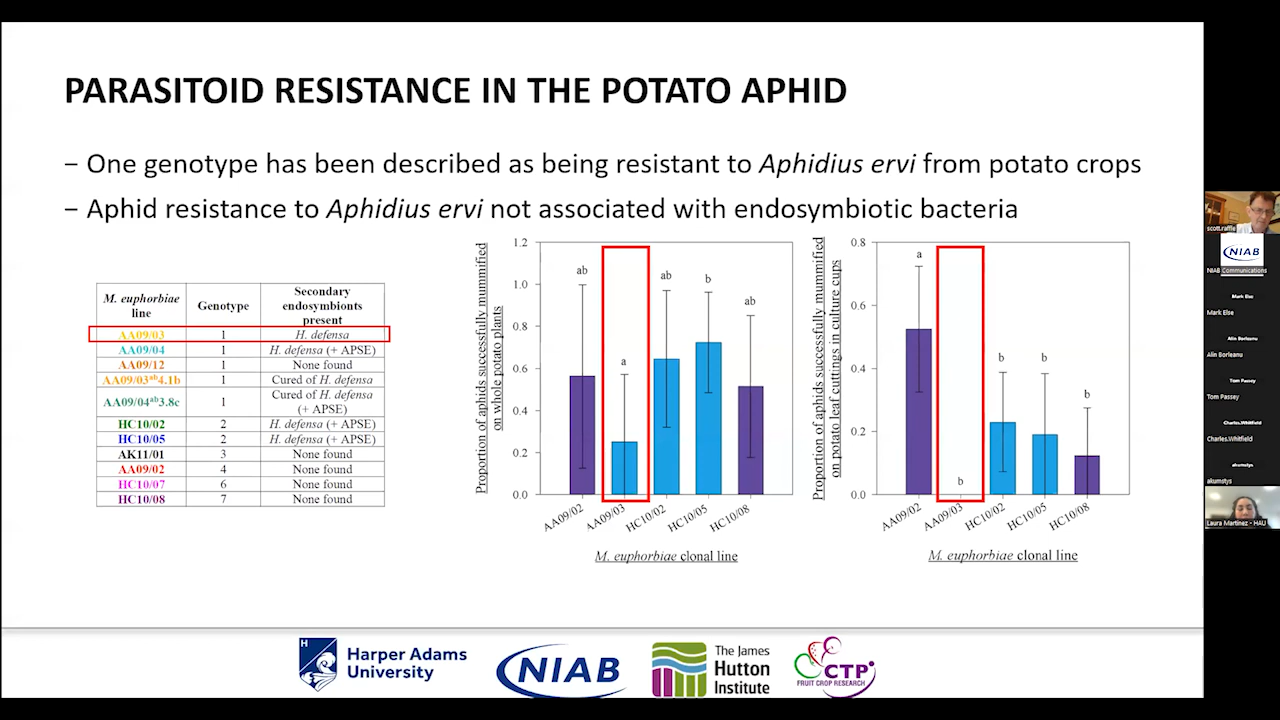 PARASITOID RESISTANCE IN THE POTATO APHID
− One genotype has been described as being resistant to Aphidius ervi from potato crops
− Aphid resistance to Aphidius ervi not associated with endosymbiotic bacteria
M. euphorbiae line Genotype Secondary endosymbionts present
AA09/03 1 H. defensa
AA09/04 1 H. defensa (+ APSE)
AA09/12 1 None found
AA09/03ᵃᵇ4.1b 1 Cured of H. defensa
AA09/04ᵃᵇ3.8c 1 Cured of H. defensa (+ APSE)
HC10/02 2 H. defensa (+ APSE)
HC10/05 2 H. defensa (+ APSE)
AK11/01 3 None found
AA09/02 4 None found
HC10/07 6 None found
HC10/08 7 None found
Proportion of aphids successfully mummified
on whole potato plants
1.2
1.0
0.8
0.6
0.4
0.2
0.0
ab
a
ab
b
ab
AA09/02
AA09/03
HC10/02
HC10/05
HC10/08
M. euphorbiae clonal line
Proportion of aphids successfully mummified
on potato leaf cuttings in culture cups
0.8
0.6
0.4
0.2
0.0
a
b
b
b
b
AA09/02
AA09/03
HC10/02
HC10/05
HC10/08
M. euphorbiae clonal line
H
Harper Adams
University
NIAB
The James
Hutton
Institute
CTP
FRUIT CROP RESEARCH
scott.raffle
NIAB
NIAB Communications
Mark Else
Mark Else
Alin Borleanu
Alin Borleanu
Tom Passey
Tom Passey
Charles.Whitfield
Charles.Whitfield
akumstys
akumstys
Laura Martinez - HAU